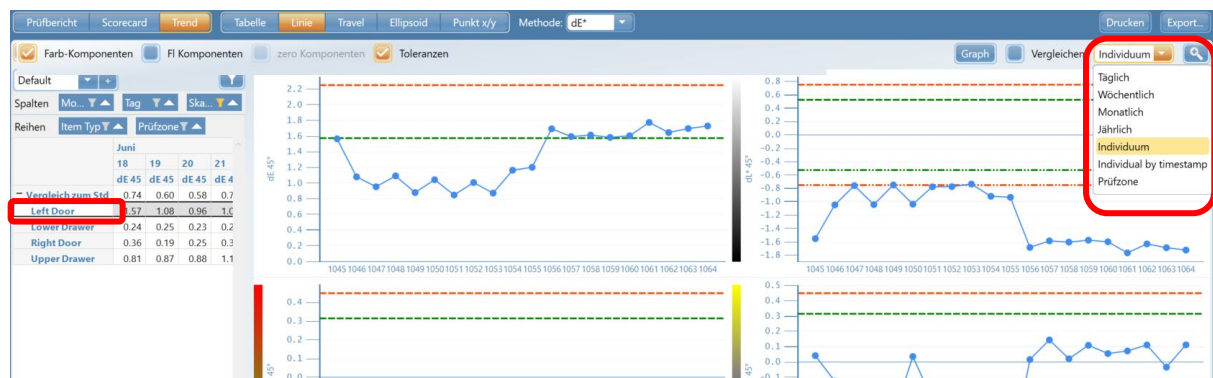 Prüfbericht Scorecard Trend Tabelle Linie Travel Ellipsoid Punkt x/y Methode: dE* Drucken Export...
Farb-Komponenten Fl Komponenten zero Komponenten Toleranzen Graph Vergleichen Individuum
Default
Spalten Mo... Tag Ska...
Reihen Item Typ Prüfzone
Juni
18 19 20 21
dE 45 dE 45 dE 45 dE 4
Vergleich zum Std 0.74 0.60 0.58 0.7
Left Door 1.57 1.08 0.96 1.0
Lower Drawer 0.24 0.25 0.23 0.2
Right Door 0.36 0.19 0.25 0.3
Upper Drawer 0.81 0.87 0.88 1.1
2.2
2.0
1.8
1.6
1.4
1.2
1.0
0.8
0.6
0.4
0.2
0.0
dE 45°
1045 1046 1047 1048 1049 1050 1051 1052 1053 1054 1055 1056 1057 1058 1059 1060 1061 1062 1063 1064
0.8
0.6
0.4
0.2
0.0
-0.2
-0.4
-0.6
-0.8
-1.0
-1.2
-1.4
-1.6
-1.8
dL* 45°
1045 1046 1047 1048 1049 1050 1051 1052 1053 1054 1055 1056 1057 1058 1059 1060 1061 1062 1063 1064
Täglich
Wöchentlich
Monatlich
Jährlich
Individuum
Individual by timestamp
Prüfzone
0.4
0.3
0.2
0.1
0.0
45°
0.5
0.4
0.3
0.2
0.1
0.0
-0.1
45°